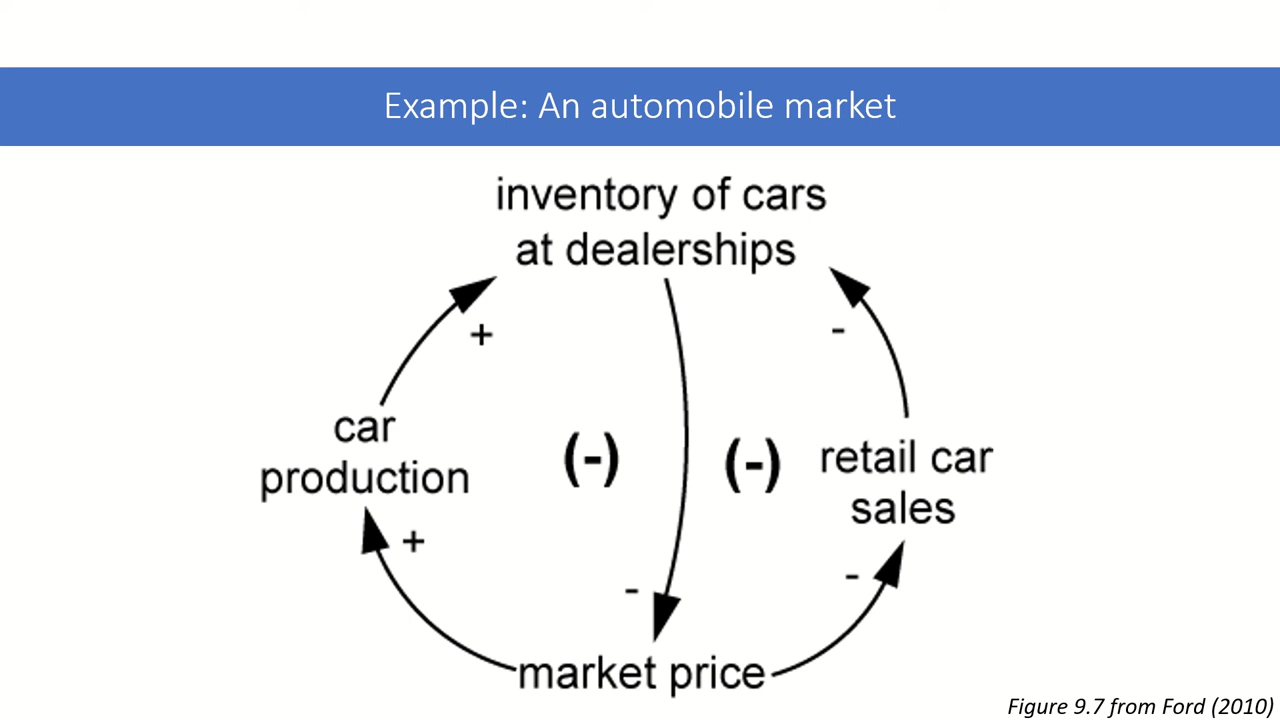 Example: An automobile market
inventory of cars
at dealerships
+
-
car
production
(-)
(-)
retail car
sales
+
-
-
market price
Figure 9.7 from Ford (2010)